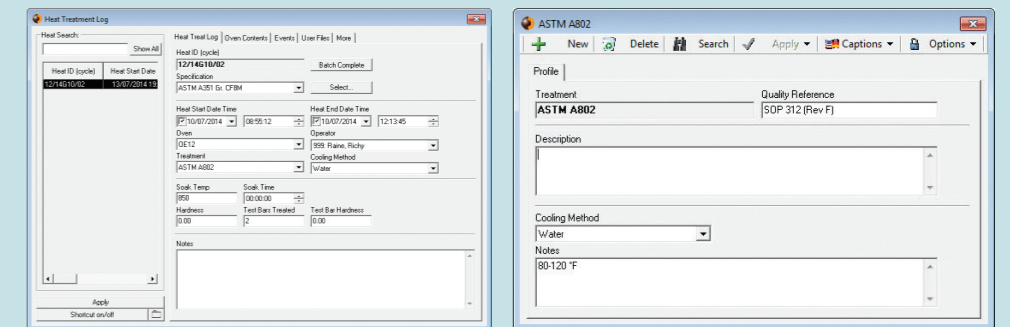 Heat Treatment Log
Heat Search:
Show All
Heat ID (cycle) Heat Start Date
12/14G10/02 13/07/2014 19:
Apply
Shortcut on/off
Heat Treat Log Oven Contents Events User Files More
Heat ID (cycle)
12/14G10/02 Batch Complete
Specification
ASTM A351 Gr. CF8M Select...
Heat Start Date Time Heat End Date Time
10/07/2014 08:55:12 10/07/2014 12:13:45
Oven Operator
OE12 999: Raine, Richy
Treatment Cooling Method
ASTM A802 Water
Soak Temp Soak Time
850 00:00:00
Hardness Test Bars Treated Test Bar Hardness
0.00 2 0.00
Notes
ASTM A802
New Delete Search Apply Captions Options
Profile
Treatment Quality Reference
ASTM A802 SOP 312 (Rev F)
Description
Cooling Method
Water
Notes
80-120 °F